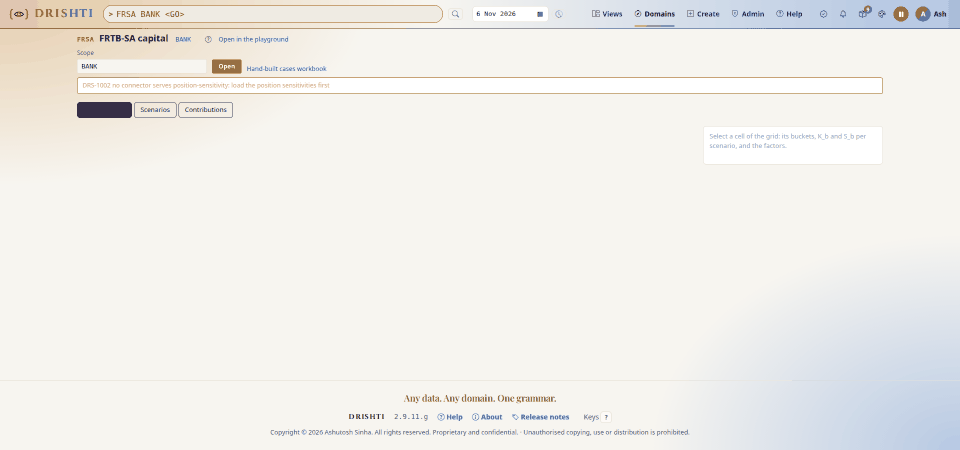 {<>} DRISHTI > FRSA BANK <GO> 6 Nov 2026 Views Domains Create Admin Help A Ash
FRSA FRTB-SA capital BANK Open in the playground
Scope
BANK Open Hand-built cases workbook
DRS-1002 no connector serves position-sensitivity: load the position sensitivities first
Scenarios Contributions
Select a cell of the grid: its buckets, K_b and S_b per
scenario, and the factors.
Any data. Any domain. One grammar.
DRISHTI 2.9.11.g Help About Release notes Keys ?
Copyright © 2026 Ashutosh Sinha. All rights reserved. Proprietary and confidential. · Unauthorised copying, use or distribution is prohibited.